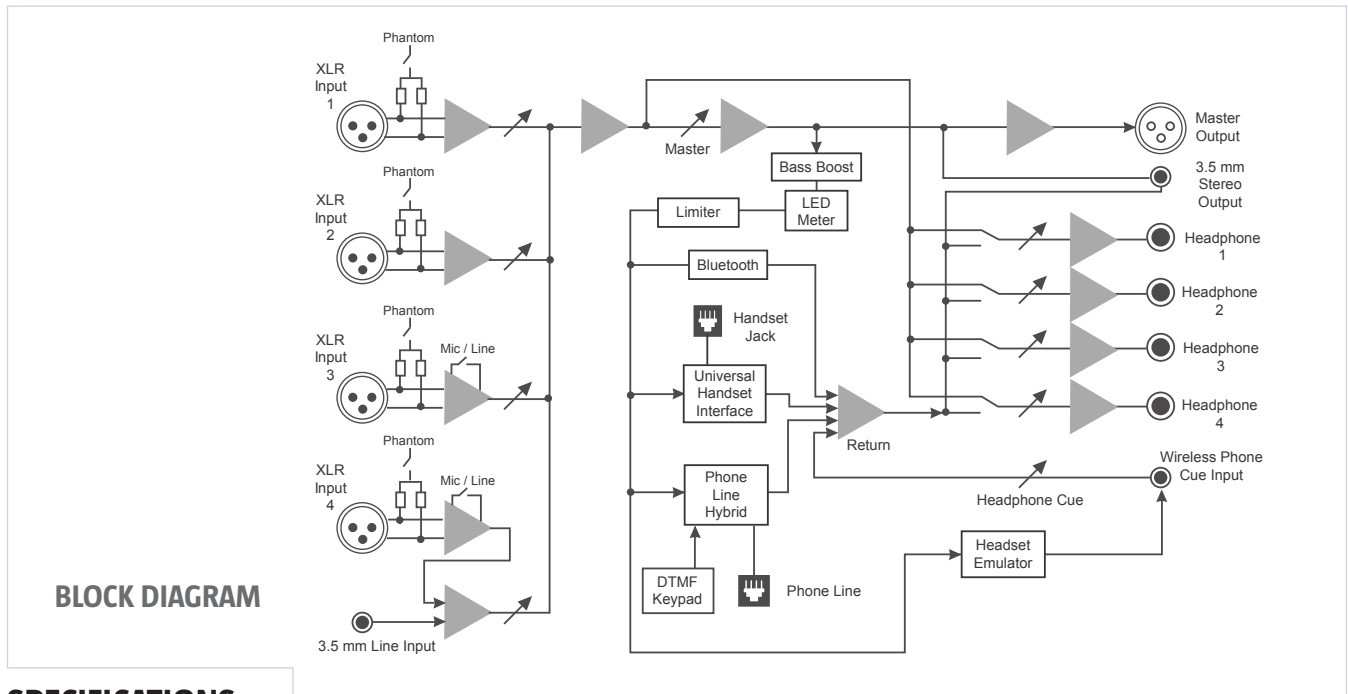 Phantom
XLR
Input
1
Phantom
XLR
Input
2
Phantom
XLR
Input
3
Mic / Line
Phantom
XLR
Input
4
Mic / Line
3.5 mm Line Input
Master
Bass Boost
LED
Meter
Limiter
Bluetooth
Handset
Jack
Universal
Handset
Interface
Return
Phone
Line
Hybrid
DTMF
Keypad
Phone Line
Master
Output
3.5 mm
Stereo
Output
Headphone
1
Headphone
2
Headphone
3
Headphone
4
Wireless Phone
Cue Input
Headphone Cue
Headset
Emulator
BLOCK DIAGRAM
SPECIFICATIONS